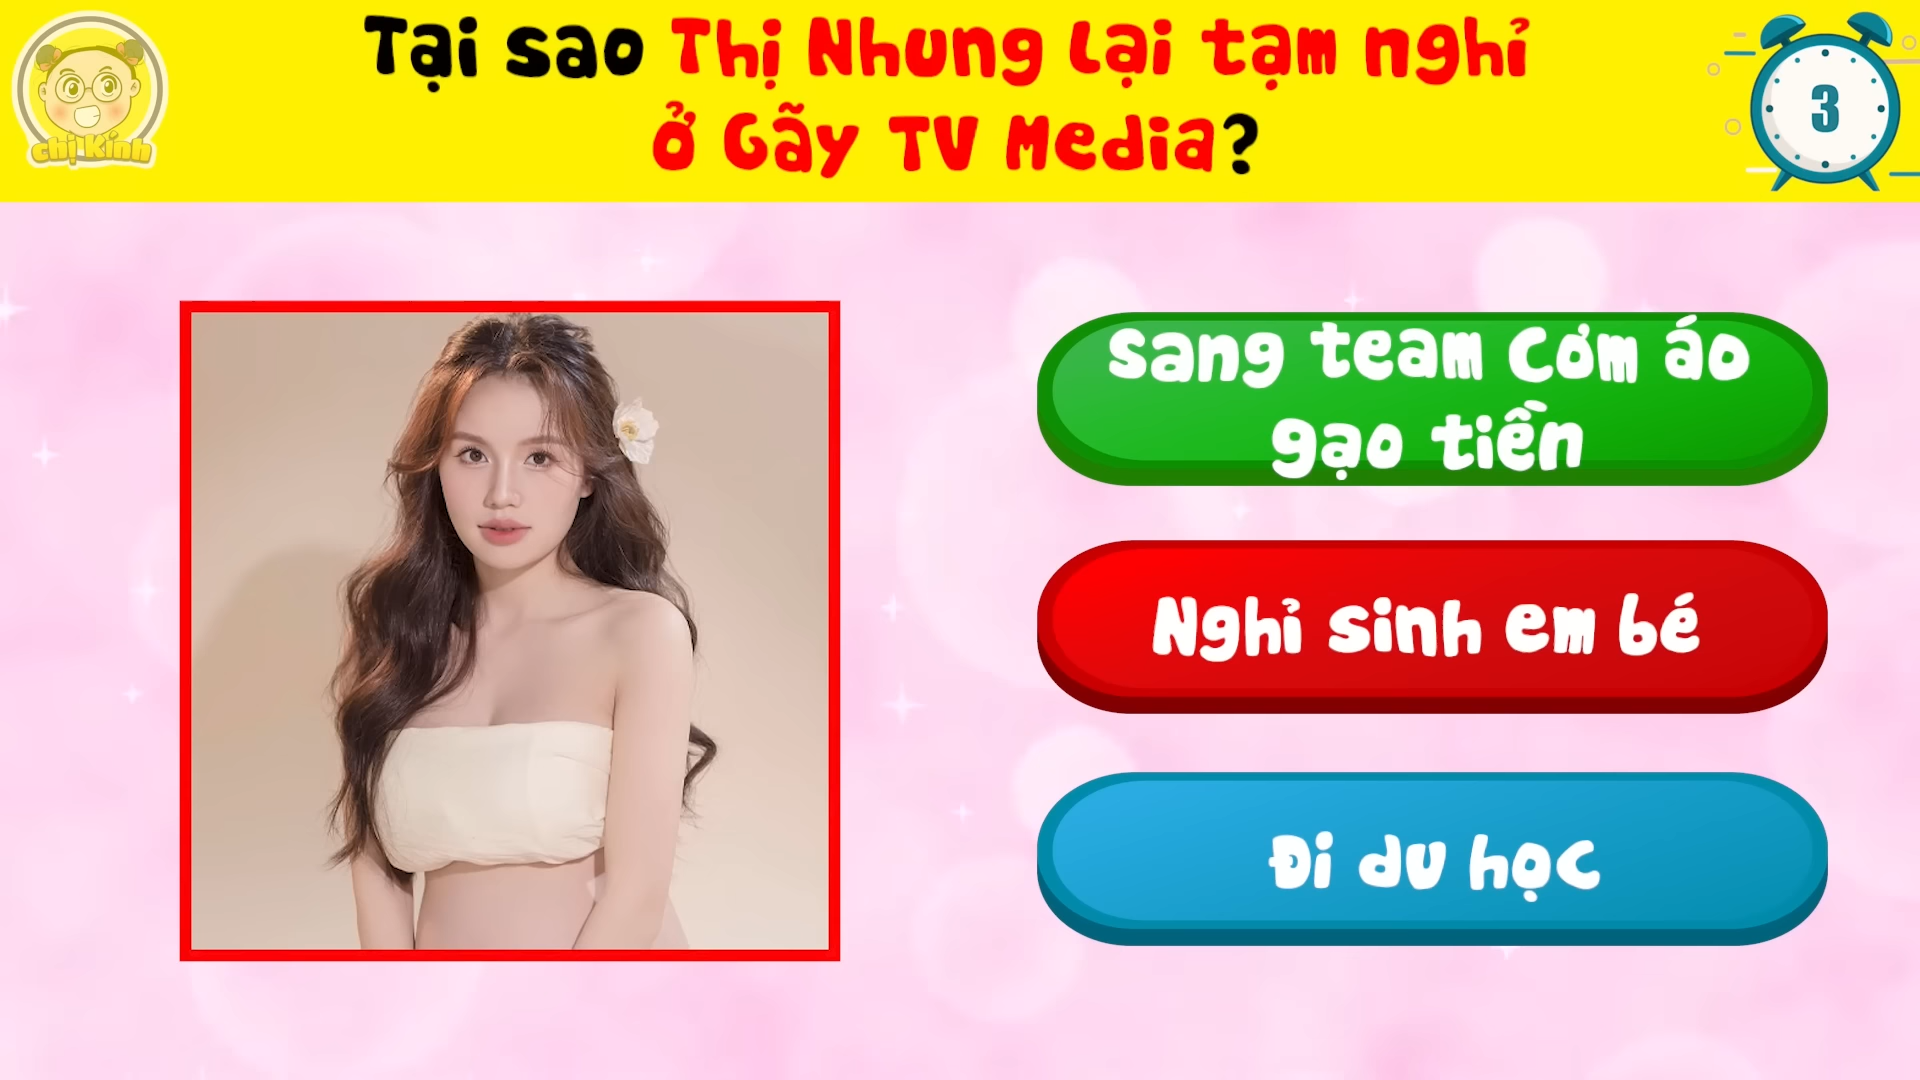 Tại sao Thị Nhung lại tạm nghỉ
ở Gãy TV Media?
3
chị Kính
Sang team Cơm áo
gạo tiền
Nghỉ sinh em bé
Đi du học